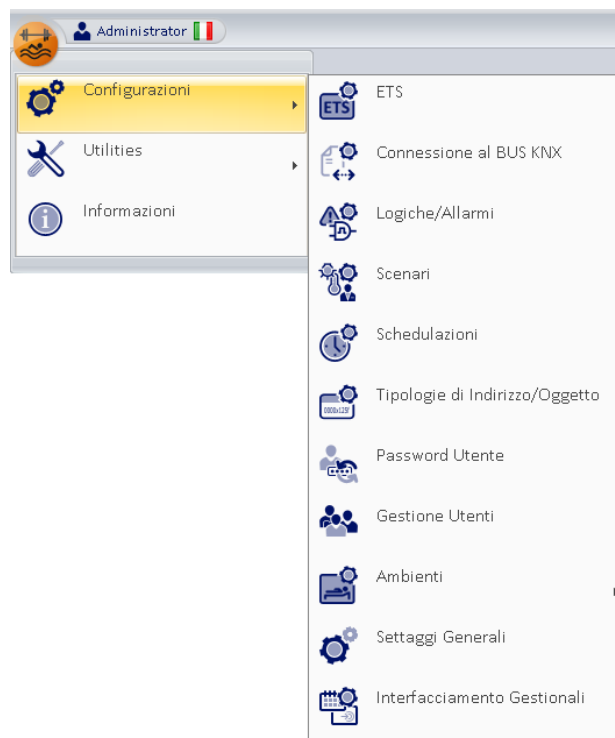 Administrator
Configurazioni
Utilities
Informazioni
ETS
ETS
Connessione al BUS KNX
Logiche/Allarmi
Scenari
Schedulazioni
Tipologie di Indirizzo/Oggetto
Password Utente
Gestione Utenti
Ambienti
Settaggi Generali
Interfacciamento Gestionali